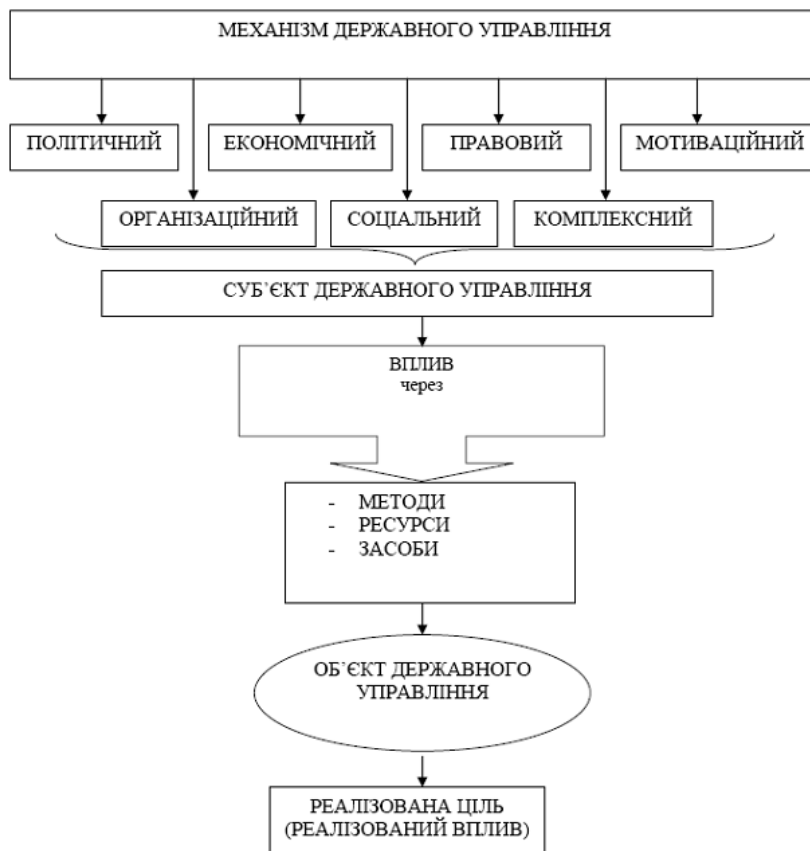 МЕХАНІЗМ ДЕРЖАВНОГО УПРАВЛІННЯ
ПОЛІТИЧНИЙ
ЕКОНОМІЧНИЙ
ПРАВОВИЙ
МОТИВАЦІЙНИЙ
ОРГАНІЗАЦІЙНИЙ
СОЦІАЛЬНИЙ
КОМПЛЕКСНИЙ
СУБ’ЄКТ ДЕРЖАВНОГО УПРАВЛІННЯ
ВПЛИВ
через
- МЕТОДИ
- РЕСУРСИ
- ЗАСОБИ
ОБ’ЄКТ ДЕРЖАВНОГО
УПРАВЛІННЯ
РЕАЛІЗОВАНА ЦІЛЬ
(РЕАЛІЗОВАНИЙ ВПЛИВ)